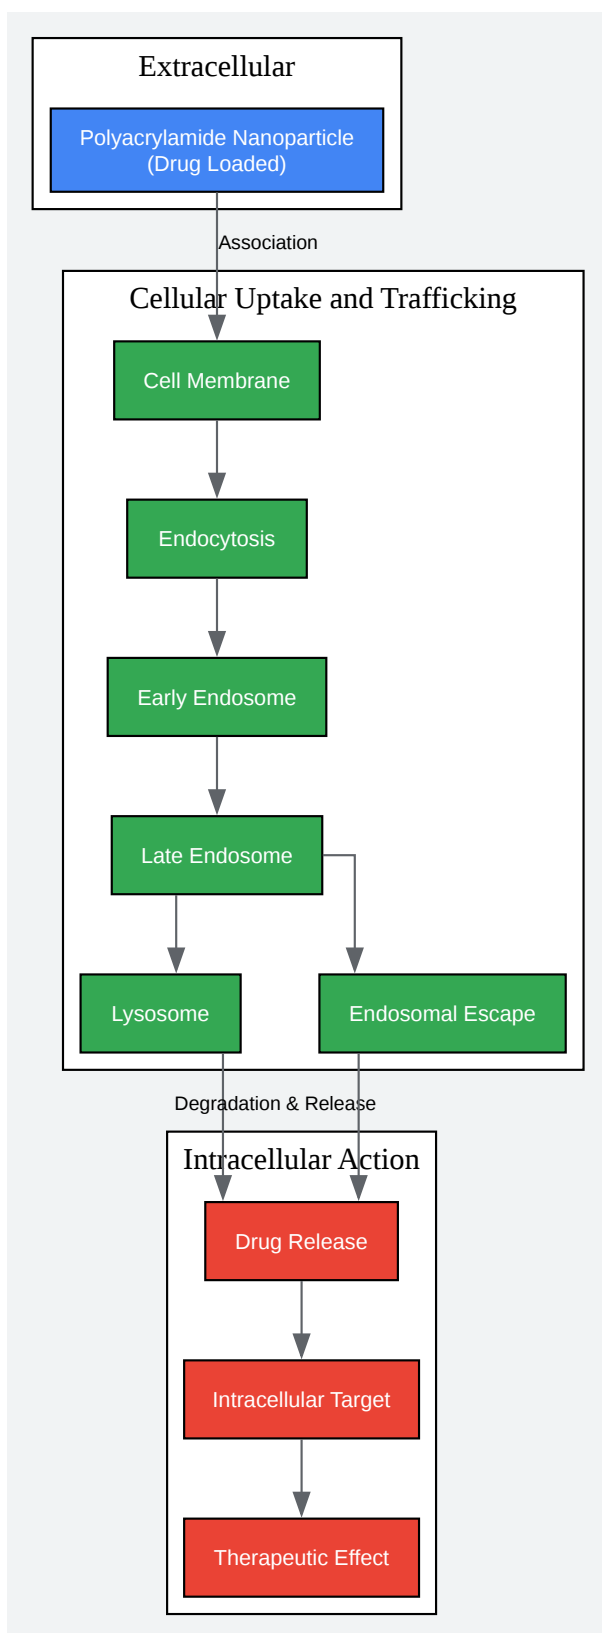 Extracellular
Polyacrylamide Nanoparticle
(Drug Loaded)
Association
Cellular Uptake and Trafficking
Cell Membrane
Endocytosis
Early Endosome
Late Endosome
Lysosome
Endosomal Escape
Degradation & Release
Intracellular Action
Drug Release
Intracellular Target
Therapeutic Effect